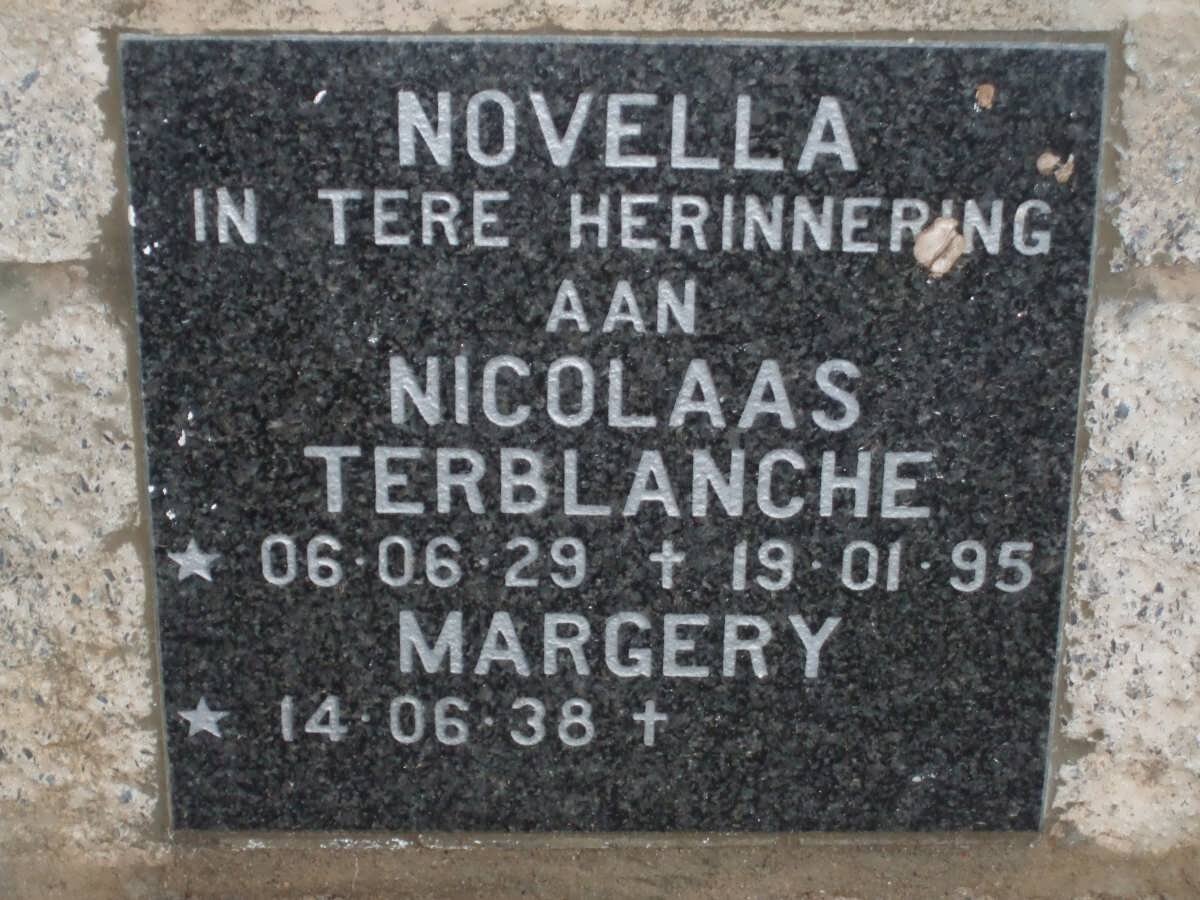 NOVELLA
IN TERE HERINNERING
AAN
NICOLAAS
TERBLANCHE
★ 06·06·29 ✝ 19·01·95
MARGERY
★ 14·06·38 ✝